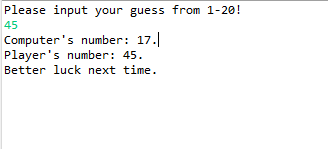 Please input your guess from 1-20!
45
Computer's number: 17.
Player's number: 45.
Better luck next time.